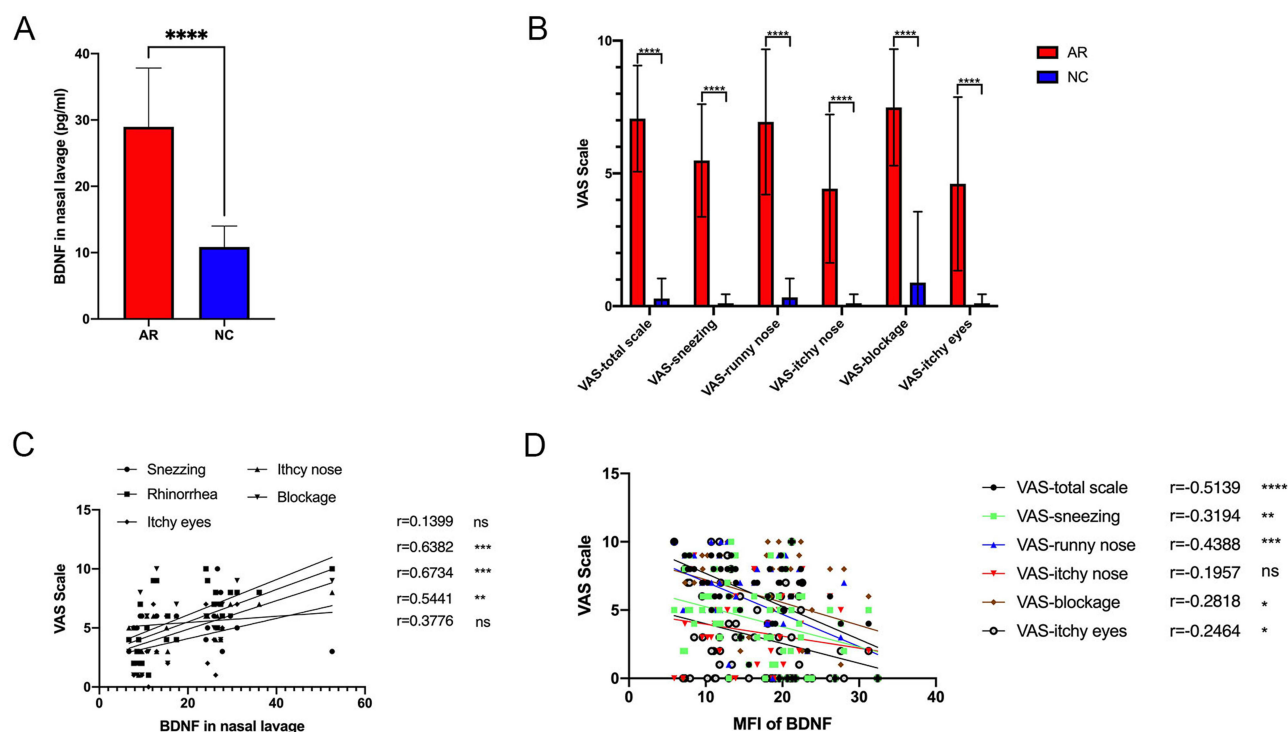 A
****
BDNF in nasal lavage (pg/ml)
40
30
20
10
0
AR
NC
B
VAS Scale
10
5
0
****
****
****
****
****
****
VAS-total scale
VAS-sneezing
VAS-runny nose
VAS-itchy nose
VAS-blockage
VAS-itchy eyes
AR
NC
C
Snezzing
Ithcy nose
Rhinorrhea
Blockage
Itchy eyes
VAS Scale
15
10
5
0
0
20
40
60
BDNF in nasal lavage
r=0.1399 ns
r=0.6382 ***
r=0.6734 ***
r=0.5441 **
r=0.3776 ns
D
VAS Scale
15
10
5
0
0
10
20
30
40
MFI of BDNF
VAS-total scale r=-0.5139 ****
VAS-sneezing r=-0.3194 **
VAS-runny nose r=-0.4388 ***
VAS-itchy nose r=-0.1957 ns
VAS-blockage r=-0.2818 *
VAS-itchy eyes r=-0.2464 *